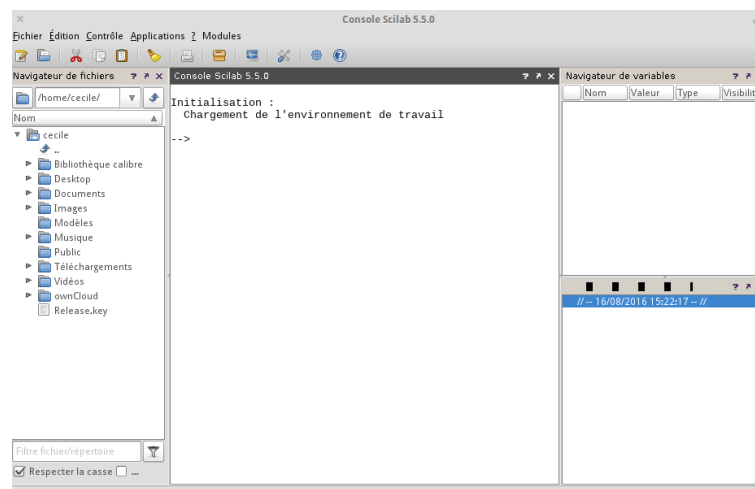 Console Scilab 5.5.0
Fichier Édition Contrôle Applications ? Modules
Navigateur de fichiers ? 
/home/cecile/
Nom
cecile
..
Bibliothèque calibre
Desktop
Documents
Images
Modèles
Musique
Public
Téléchargements
Vidéos
ownCloud
Release.key
Filtre fichier/répertoire
Respecter la casse ...
Console Scilab 5.5.0 ?
Initialisation :
Chargement de l'environnement de travail
-->
Navigateur de variables ?
Nom Valeur Type Visibilit
?
// -- 16/08/2016 15:22:17 -- //